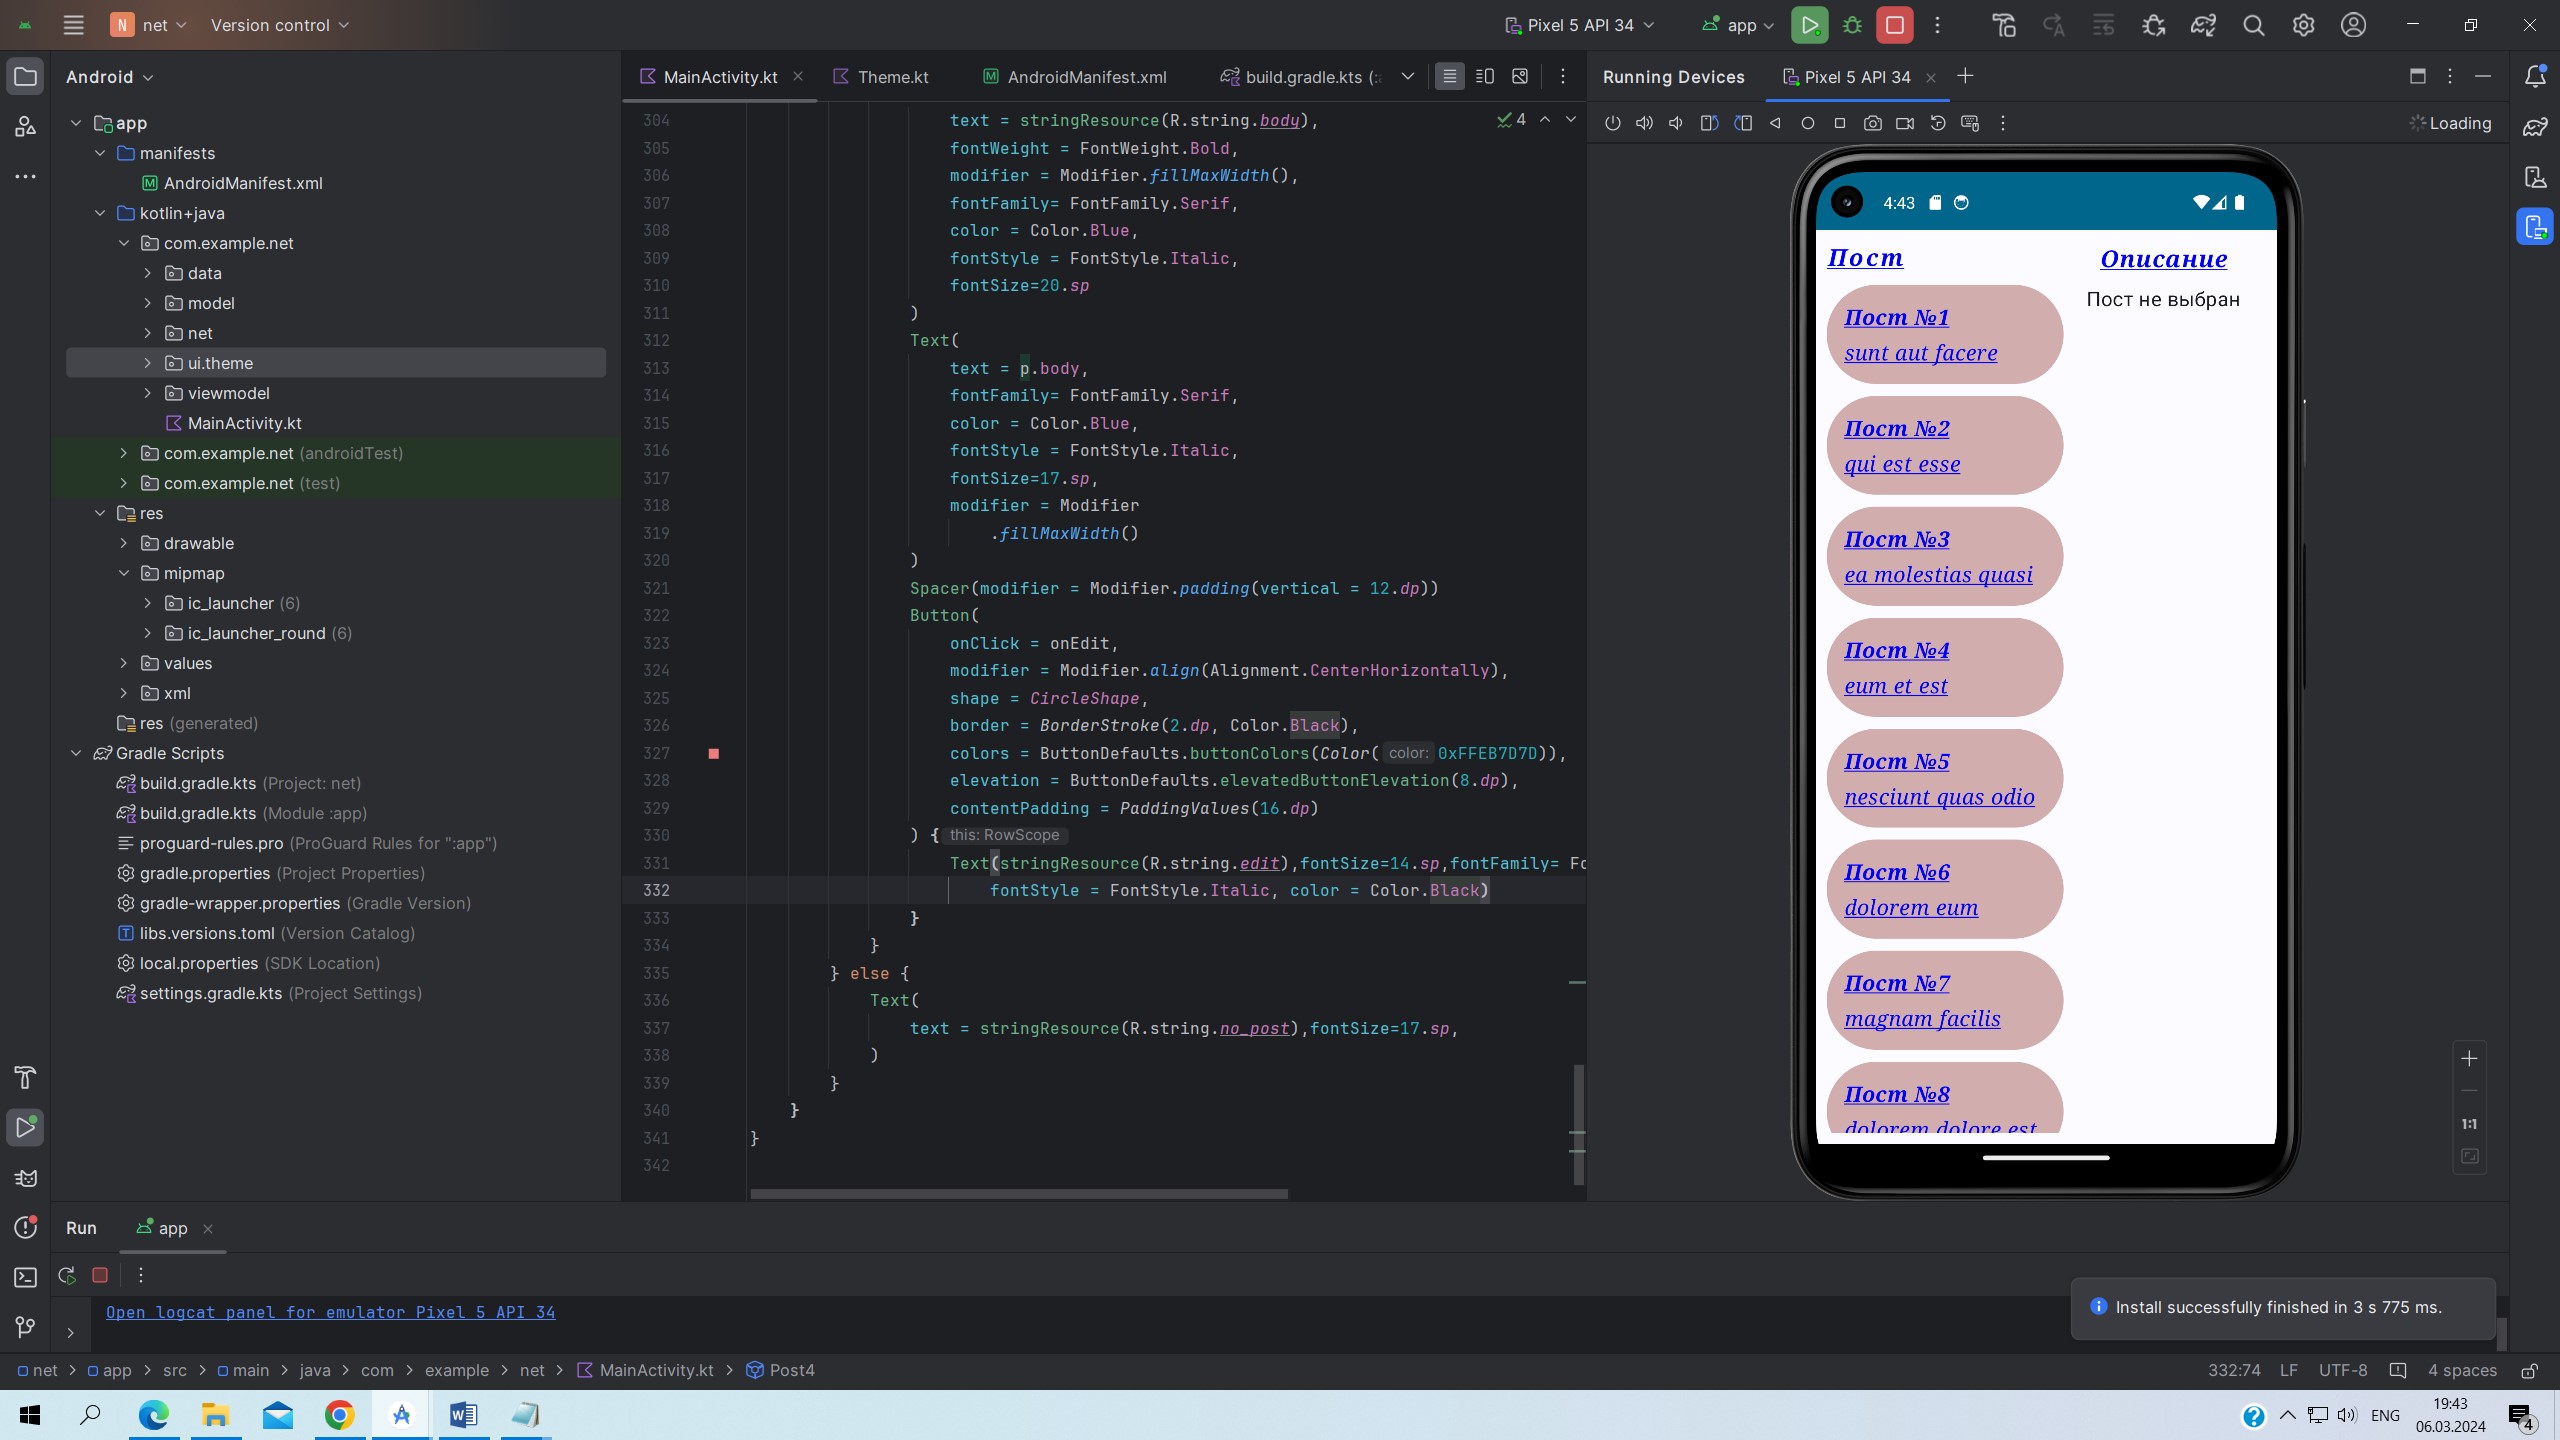 N net Version control Pixel 5 API 34 app
Android
app
manifests
AndroidManifest.xml
kotlin+java
com.example.net
data
model
net
ui.theme
viewmodel
MainActivity.kt
com.example.net (androidTest)
com.example.net (test)
res
drawable
mipmap
ic_launcher (6)
ic_launcher_round (6)
values
xml
res (generated)
Gradle Scripts
build.gradle.kts (Project: net)
build.gradle.kts (Module :app)
proguard-rules.pro (ProGuard Rules for ":app")
gradle.properties (Project Properties)
gradle-wrapper.properties (Gradle Version)
libs.versions.toml (Version Catalog)
local.properties (SDK Location)
settings.gradle.kts (Project Settings)
MainActivity.kt Theme.kt AndroidManifest.xml build.gradle.kts (:
4
304 text = stringResource(R.string.body),
305 fontWeight = FontWeight.Bold,
306 modifier = Modifier.fillMaxWidth(),
307 fontFamily= FontFamily.Serif,
308 color = Color.Blue,
309 fontStyle = FontStyle.Italic,
310 fontSize=20.sp
311 )
312 Text(
313 text = p.body,
314 fontFamily= FontFamily.Serif,
315 color = Color.Blue,
316 fontStyle = FontStyle.Italic,
317 fontSize=17.sp,
318 modifier = Modifier
319 .fillMaxWidth()
320 )
321 Spacer(modifier = Modifier.padding(vertical = 12.dp))
322 Button(
323 onClick = onEdit,
324 modifier = Modifier.align(Alignment.CenterHorizontally),
325 shape = CircleShape,
326 border = BorderStroke(2.dp, Color.Black),
327 colors = ButtonDefaults.buttonColors(Color( color: 0xFFEB7D7D)),
328 elevation = ButtonDefaults.elevatedButtonElevation(8.dp),
329 contentPadding = PaddingValues(16.dp)
330 ) { this: RowScope
331 Text(stringResource(R.string.edit),fontSize=14.sp,fontFamily= Fo
332 fontStyle = FontStyle.Italic, color = Color.Black)
333 }
334 }
335 } else {
336 Text(
337 text = stringResource(R.string.no_post),fontSize=17.sp,
338 )
339 }
340 }
341 }
342
Running Devices Pixel 5 API 34
Loading
4:43
Пост Описание
Пост не выбран
Пост №1
sunt aut facere
Пост №2
qui est esse
Пост №3
ea molestias quasi
Пост №4
eum et est
Пост №5
nesciunt quas odio
Пост №6
dolorem eum
Пост №7
magnam facilis
Пост №8
dolorem dolore est
1:1
Run app
Open logcat panel for emulator Pixel 5 API 34
Install successfully finished in 3 s 775 ms.
net > app > src > main > java > com > example > net > MainActivity.kt > Post4
332:74 LF UTF-8 4 spaces
ENG
19:43
06.03.2024
4